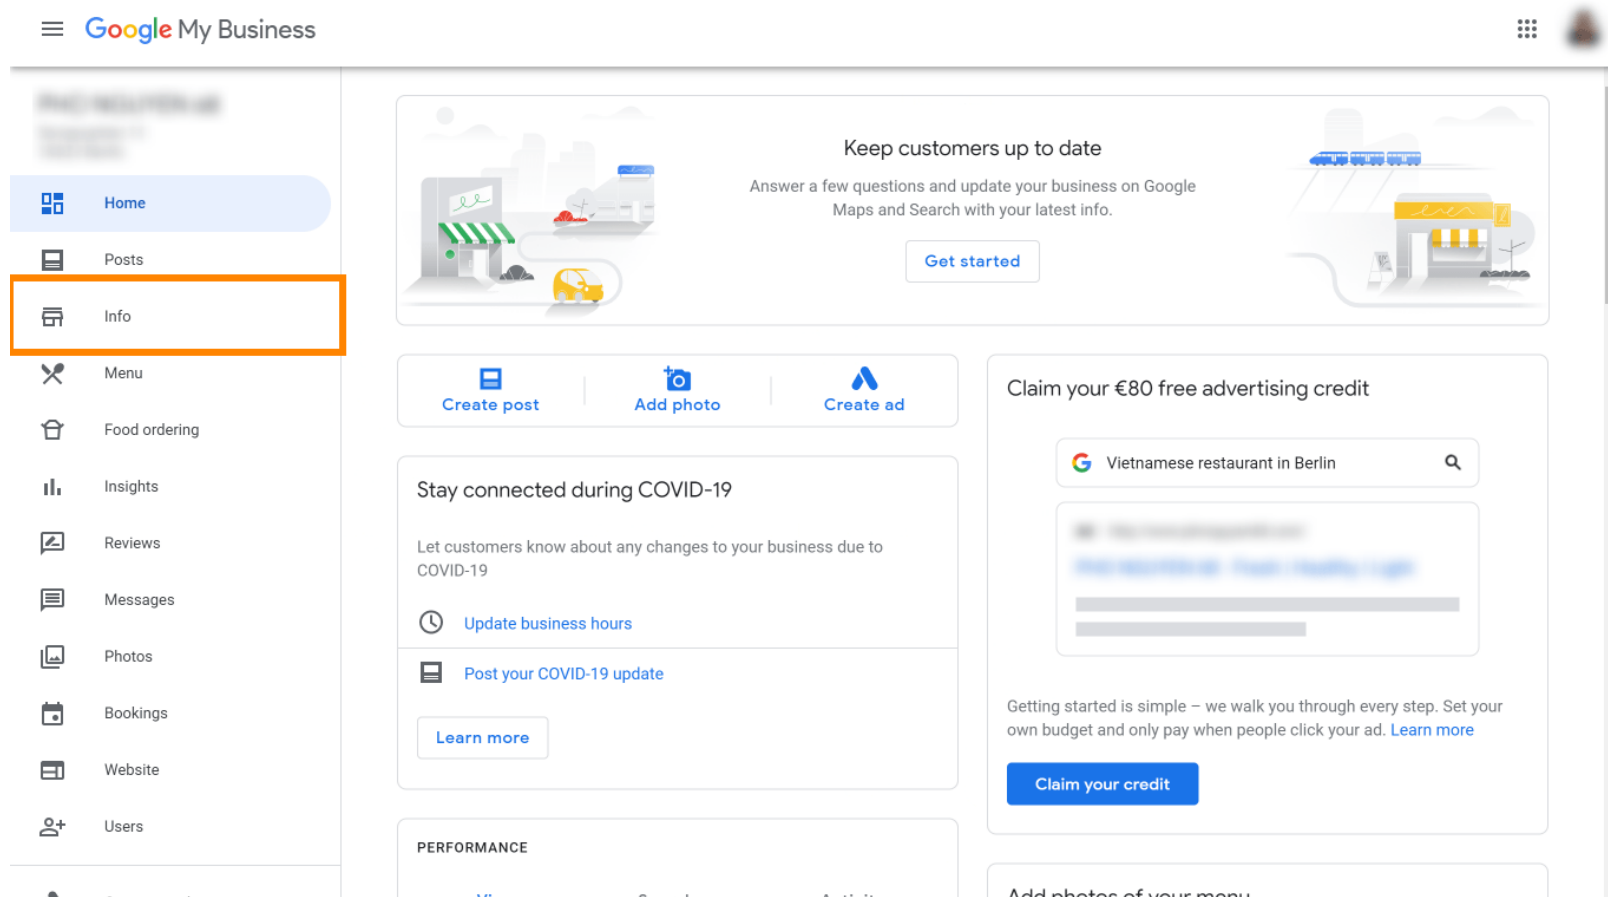 Google My Business
Home
Posts
Info
Menu
Food ordering
Insights
Reviews
Messages
Photos
Bookings
Website
Users
Keep customers up to date
Answer a few questions and update your business on Google
Maps and Search with your latest info.
Get started
Create post
Add photo
Create ad
Stay connected during COVID-19
Let customers know about any changes to your business due to
COVID-19
Update business hours
Post your COVID-19 update
Learn more
PERFORMANCE
Claim your €80 free advertising credit
Vietnamese restaurant in Berlin
Getting started is simple – we walk you through every step. Set your
own budget and only pay when people click your ad. Learn more
Claim your credit
Add photos of your menu